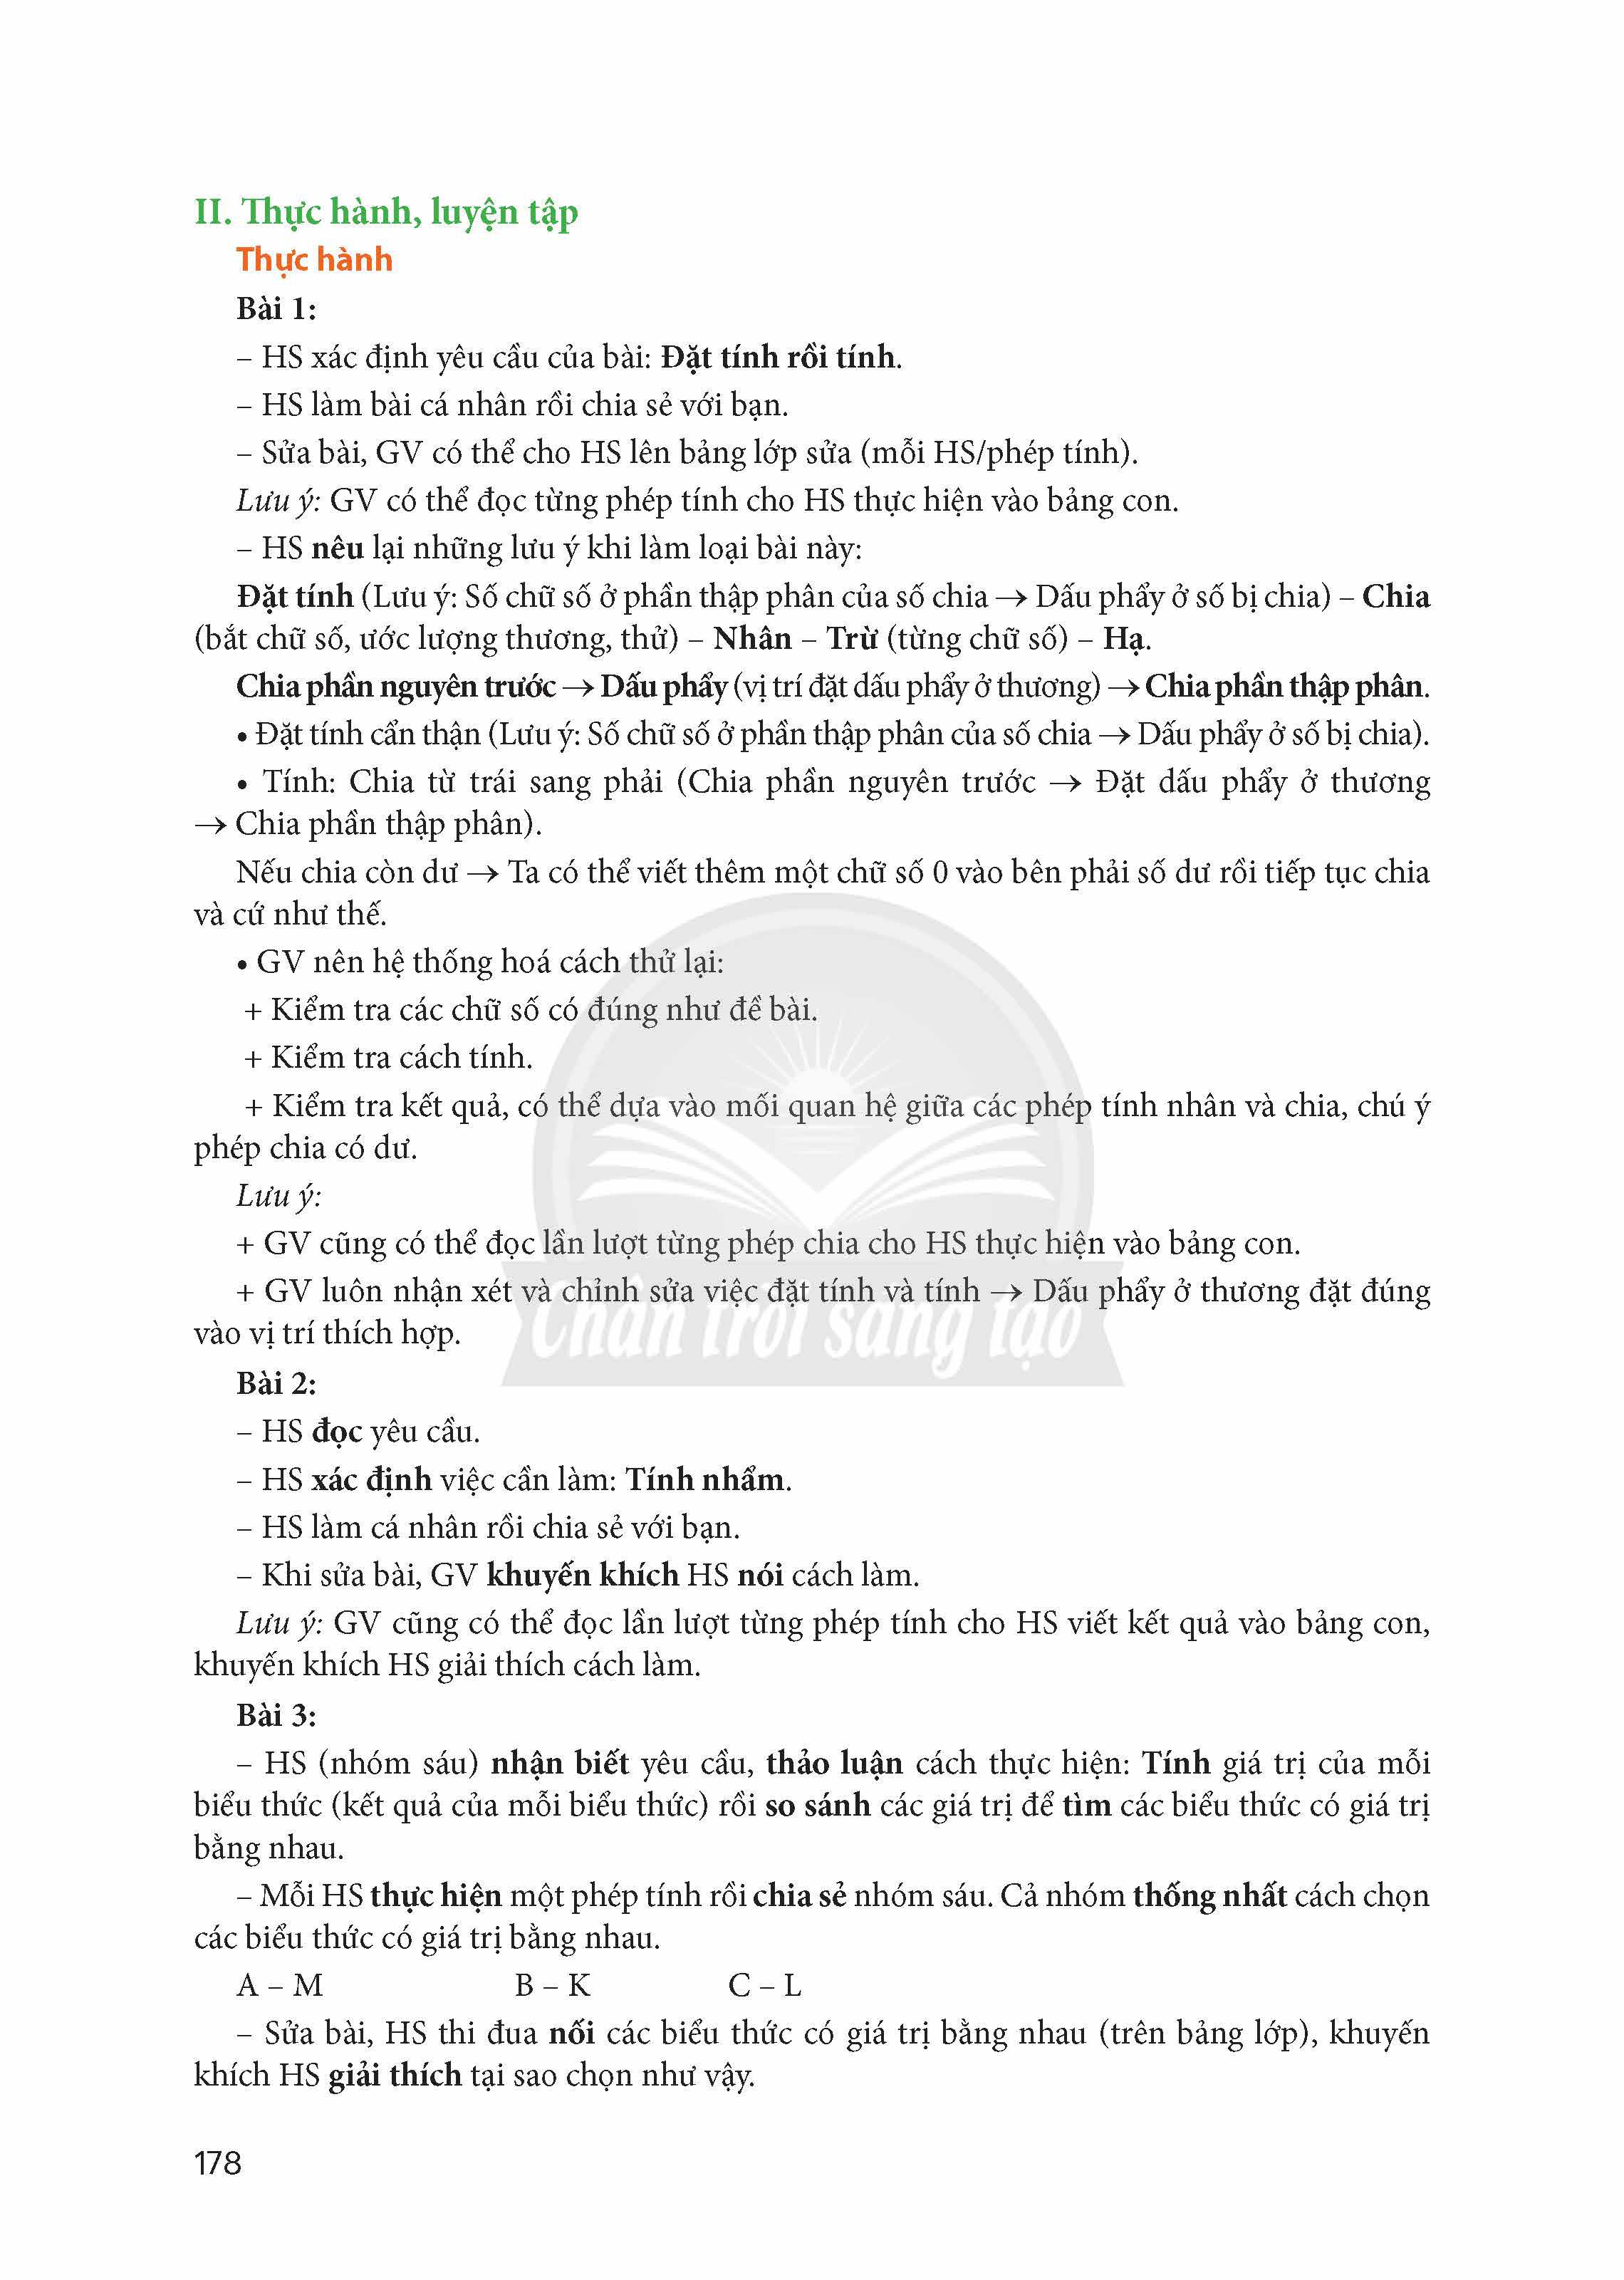 II. Thực hành, luyện tập
Thực hành
Bài 1:
– HS xác định yêu cầu của bài: Đặt tính rồi tính.
– HS làm bài cá nhân rồi chia sẻ với bạn.
– Sửa bài, GV có thể cho HS lên bảng lớp sửa (mỗi HS/phép tính).
Lưu ý: GV có thể đọc từng phép tính cho HS thực hiện vào bảng con.
– HS nêu lại những lưu ý khi làm loại bài này:
Đặt tính (Lưu ý: Số chữ số ở phần thập phân của số chia → Dấu phẩy ở số bị chia) – Chia
(bắt chữ số, ước lượng thương, thử) – Nhân – Trừ (từng chữ số) – Hạ.
Chia phần nguyên trước → Dấu phẩy (vị trí đặt dấu phẩy ở thương) → Chia phần thập phân.
• Đặt tính cẩn thận (Lưu ý: Số chữ số ở phần thập phân của số chia → Dấu phẩy ở số bị chia).
• Tính: Chia từ trái sang phải (Chia phần nguyên trước → Đặt dấu phẩy ở thương
→ Chia phần thập phân).
Nếu chia còn dư → Ta có thể viết thêm một chữ số 0 vào bên phải số dư rồi tiếp tục chia
và cứ như thế.
• GV nên hệ thống hoá cách thử lại:
+ Kiểm tra các chữ số có đúng như đề bài.
+ Kiểm tra cách tính.
+ Kiểm tra kết quả, có thể dựa vào mối quan hệ giữa các phép tính nhân và chia, chú ý
phép chia có dư.
Lưu ý:
+ GV cũng có thể đọc lần lượt từng phép chia cho HS thực hiện vào bảng con.
+ GV luôn nhận xét và chỉnh sửa việc đặt tính và tính → Dấu phẩy ở thương đặt đúng
vào vị trí thích hợp.
Chân trời sáng tạo
Bài 2:
– HS đọc yêu cầu.
– HS xác định việc cần làm: Tính nhẩm.
– HS làm cá nhân rồi chia sẻ với bạn.
– Khi sửa bài, GV khuyến khích HS nói cách làm.
Lưu ý: GV cũng có thể đọc lần lượt từng phép tính cho HS viết kết quả vào bảng con,
khuyến khích HS giải thích cách làm.
Bài 3:
– HS (nhóm sáu) nhận biết yêu cầu, thảo luận cách thực hiện: Tính giá trị của mỗi
biểu thức (kết quả của mỗi biểu thức) rồi so sánh các giá trị để tìm các biểu thức có giá trị
bằng nhau.
– Mỗi HS thực hiện một phép tính rồi chia sẻ nhóm sáu. Cả nhóm thống nhất cách chọn
các biểu thức có giá trị bằng nhau.
A – M B – K C – L
– Sửa bài, HS thi đua nối các biểu thức có giá trị bằng nhau (trên bảng lớp), khuyến
khích HS giải thích tại sao chọn như vậy.
178